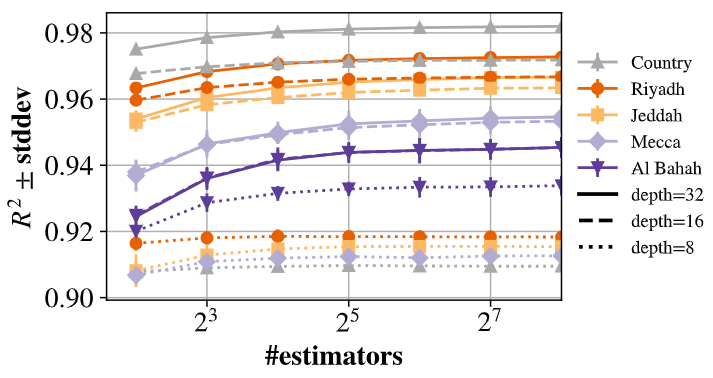 0.98
0.96
0.94
0.92
0.90
R² ± stddev
2³
2⁵
2⁷
#estimators
Country
Riyadh
Jeddah
Mecca
Al Bahah
depth=32
depth=16
depth=8